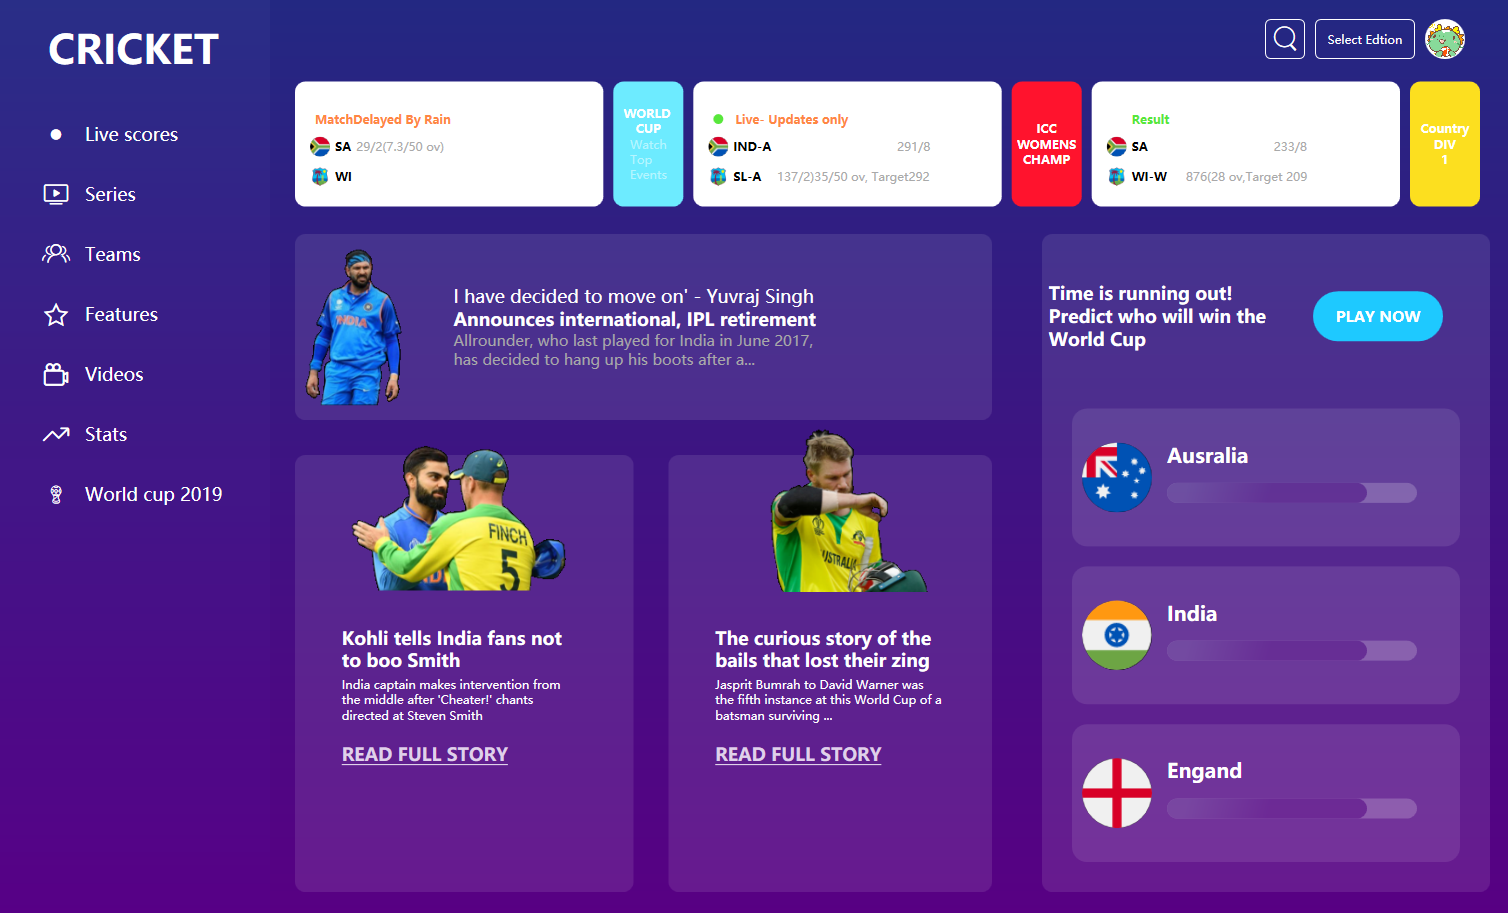 CRICKET
Select Edtion
Live scores
Series
Teams
Features
Videos
Stats
World cup 2019
MatchDelayed By Rain
SA 29/2(7.3/50 ov)
WI
WORLD
CUP
Watch
Top
Events
Live- Updates only
IND-A 291/8
SL-A 137/2)35/50 ov, Target292
ICC
WOMENS
CHAMP
Result
SA 233/8
WI-W 876(28 ov,Target 209
Country
DIV
1
INDIA
I have decided to move on' - Yuvraj Singh
Announces international, IPL retirement
Allrounder, who last played for India in June 2017,
has decided to hang up his boots after a...
FINCH
5
Kohli tells India fans not
to boo Smith
India captain makes intervention from
the middle after 'Cheater!' chants
directed at Steven Smith
READ FULL STORY
The curious story of the
bails that lost their zing
Jasprit Bumrah to David Warner was
the fifth instance at this World Cup of a
batsman surviving ...
READ FULL STORY
Time is running out!
Predict who will win the
World Cup
PLAY NOW
Ausralia
India
Engand